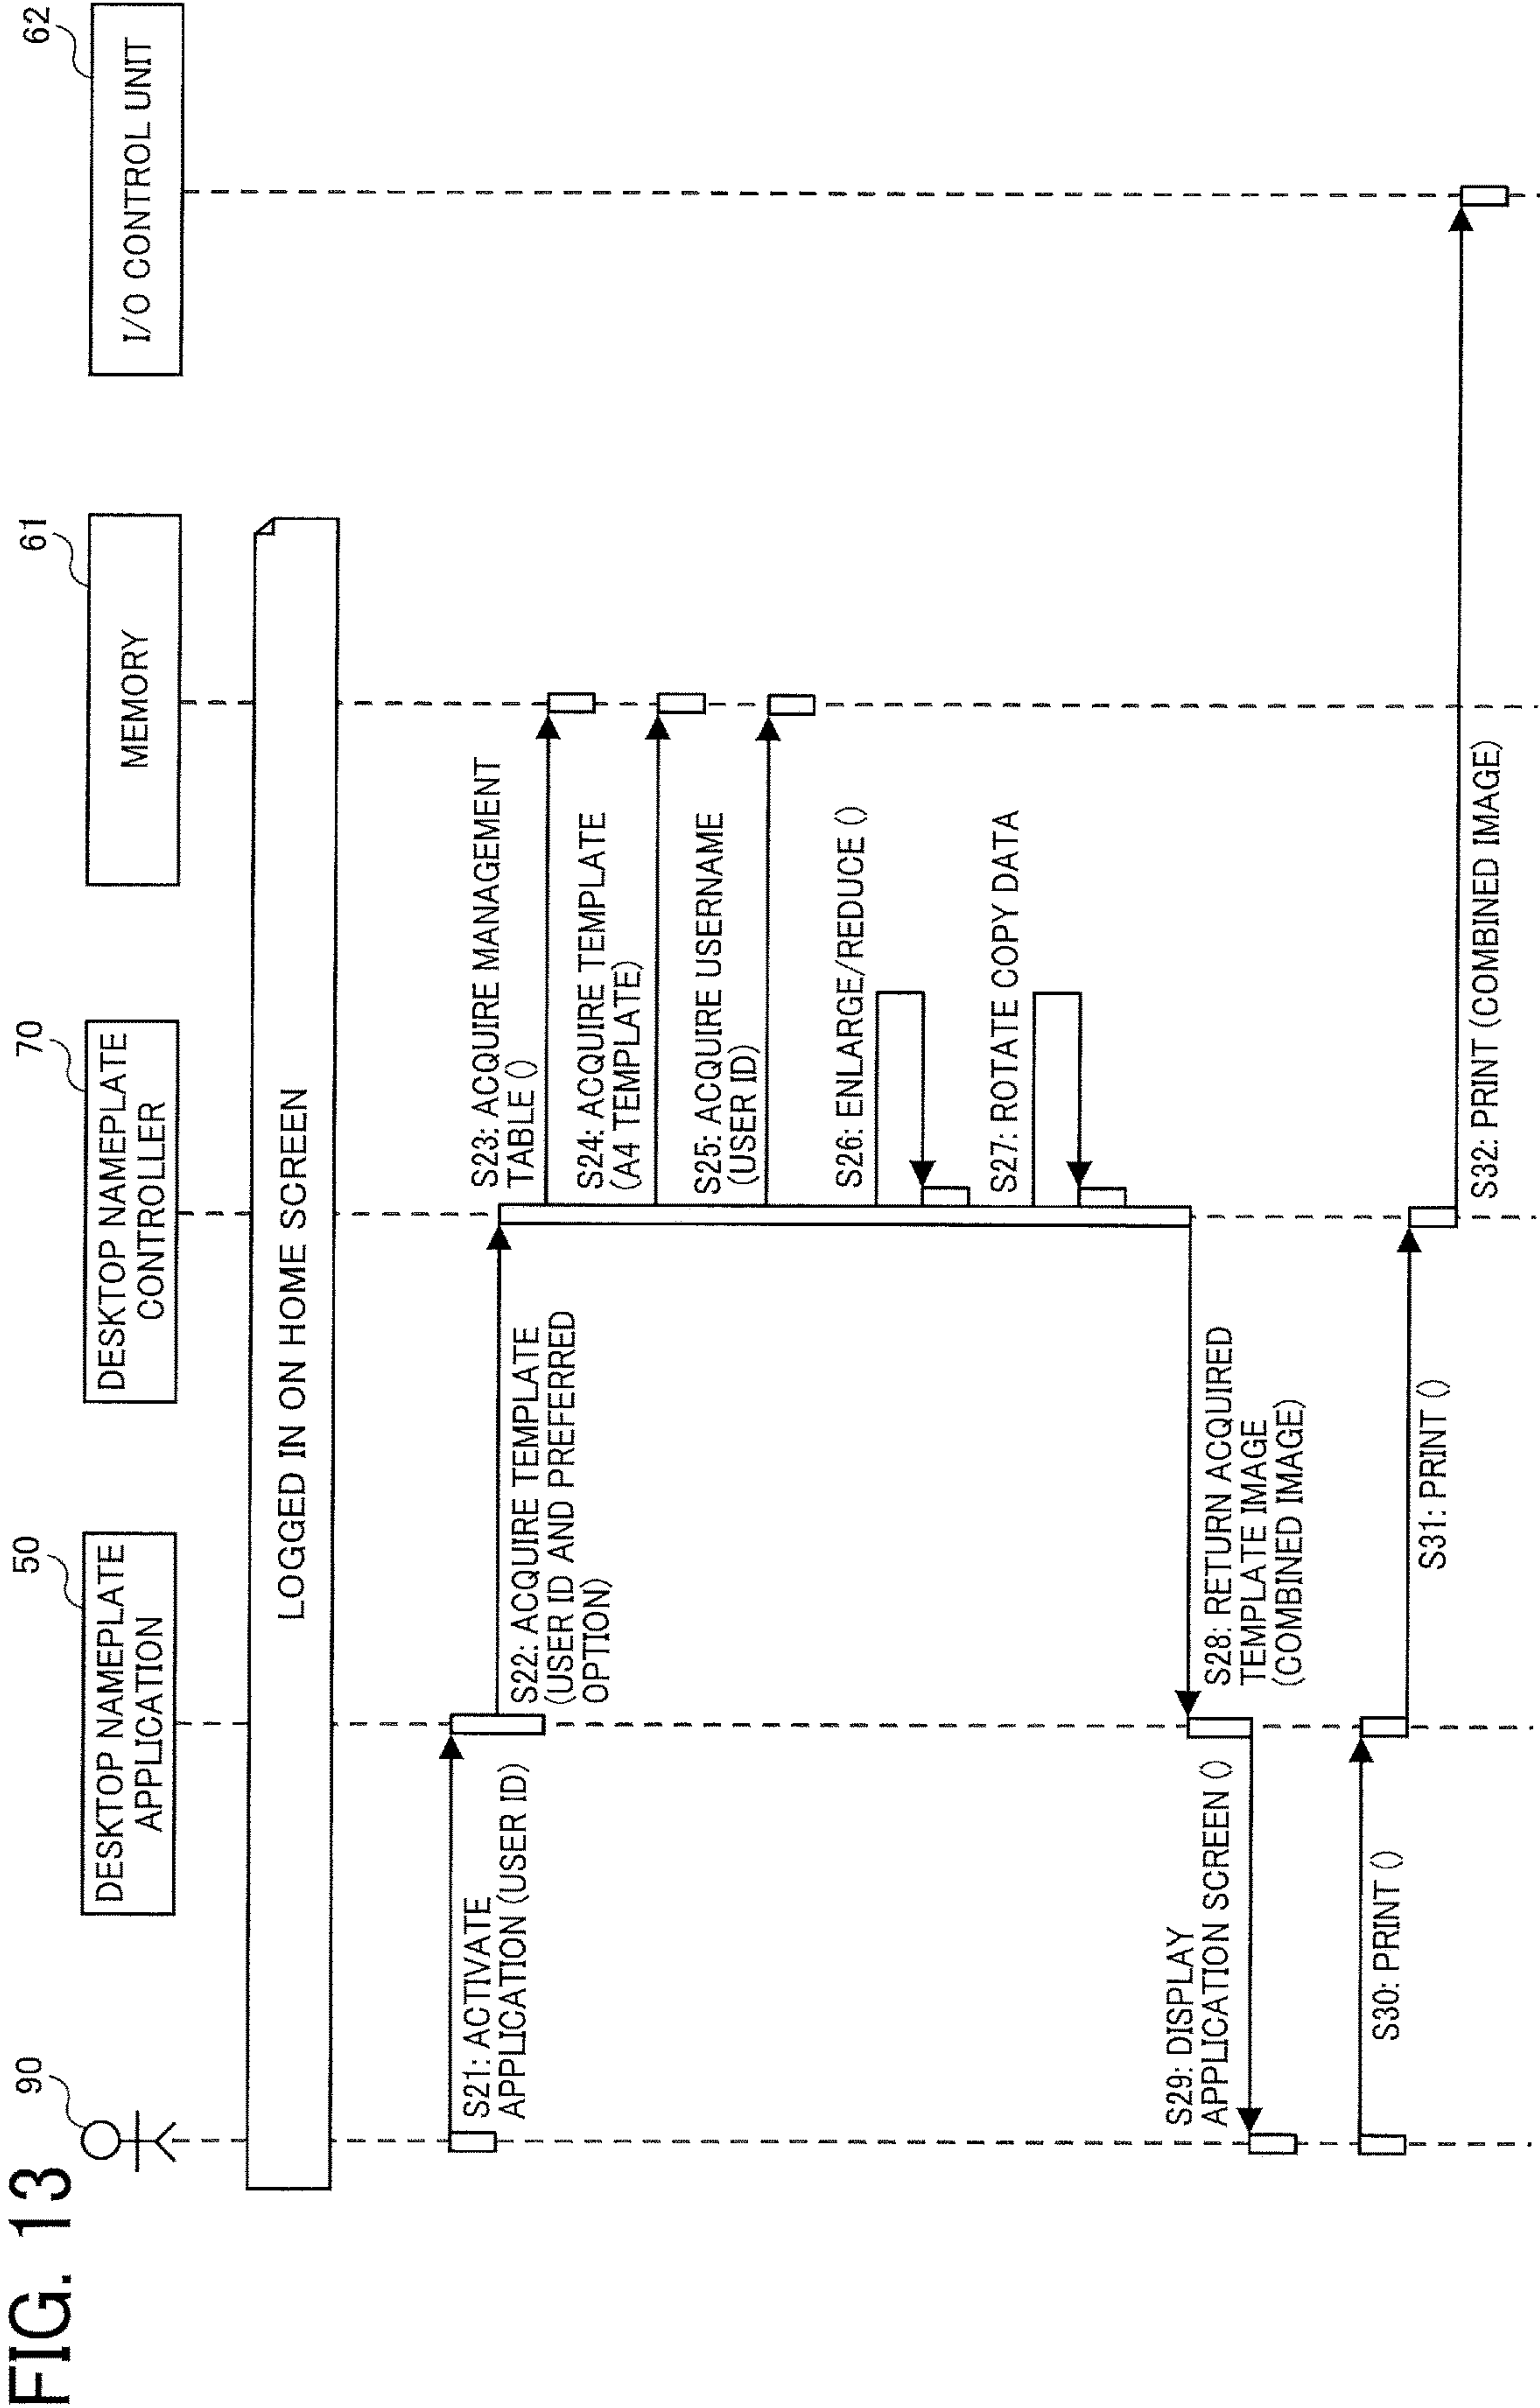 FIG. 13
90
50
70
61
62
DESKTOP NAMEPLATE
APPLICATION
DESKTOP NAMEPLATE
CONTROLLER
MEMORY
I/O CONTROL UNIT
LOGGED IN ON HOME SCREEN
S21: ACTIVATE
APPLICATION (USER ID)
S22: ACQUIRE TEMPLATE
(USER ID AND PREFERRED
OPTION)
S23: ACQUIRE MANAGEMENT
TABLE ()
S24: ACQUIRE TEMPLATE
(A4 TEMPLATE)
S25: ACQUIRE USERNAME
(USER ID)
S26: ENLARGE/REDUCE ()
S27: ROTATE COPY DATA
S28: RETURN ACQUIRED
TEMPLATE IMAGE
(COMBINED IMAGE)
S29: DISPLAY
APPLICATION SCREEN ()
S30: PRINT ()
S31: PRINT ()
S32: PRINT (COMBINED IMAGE)